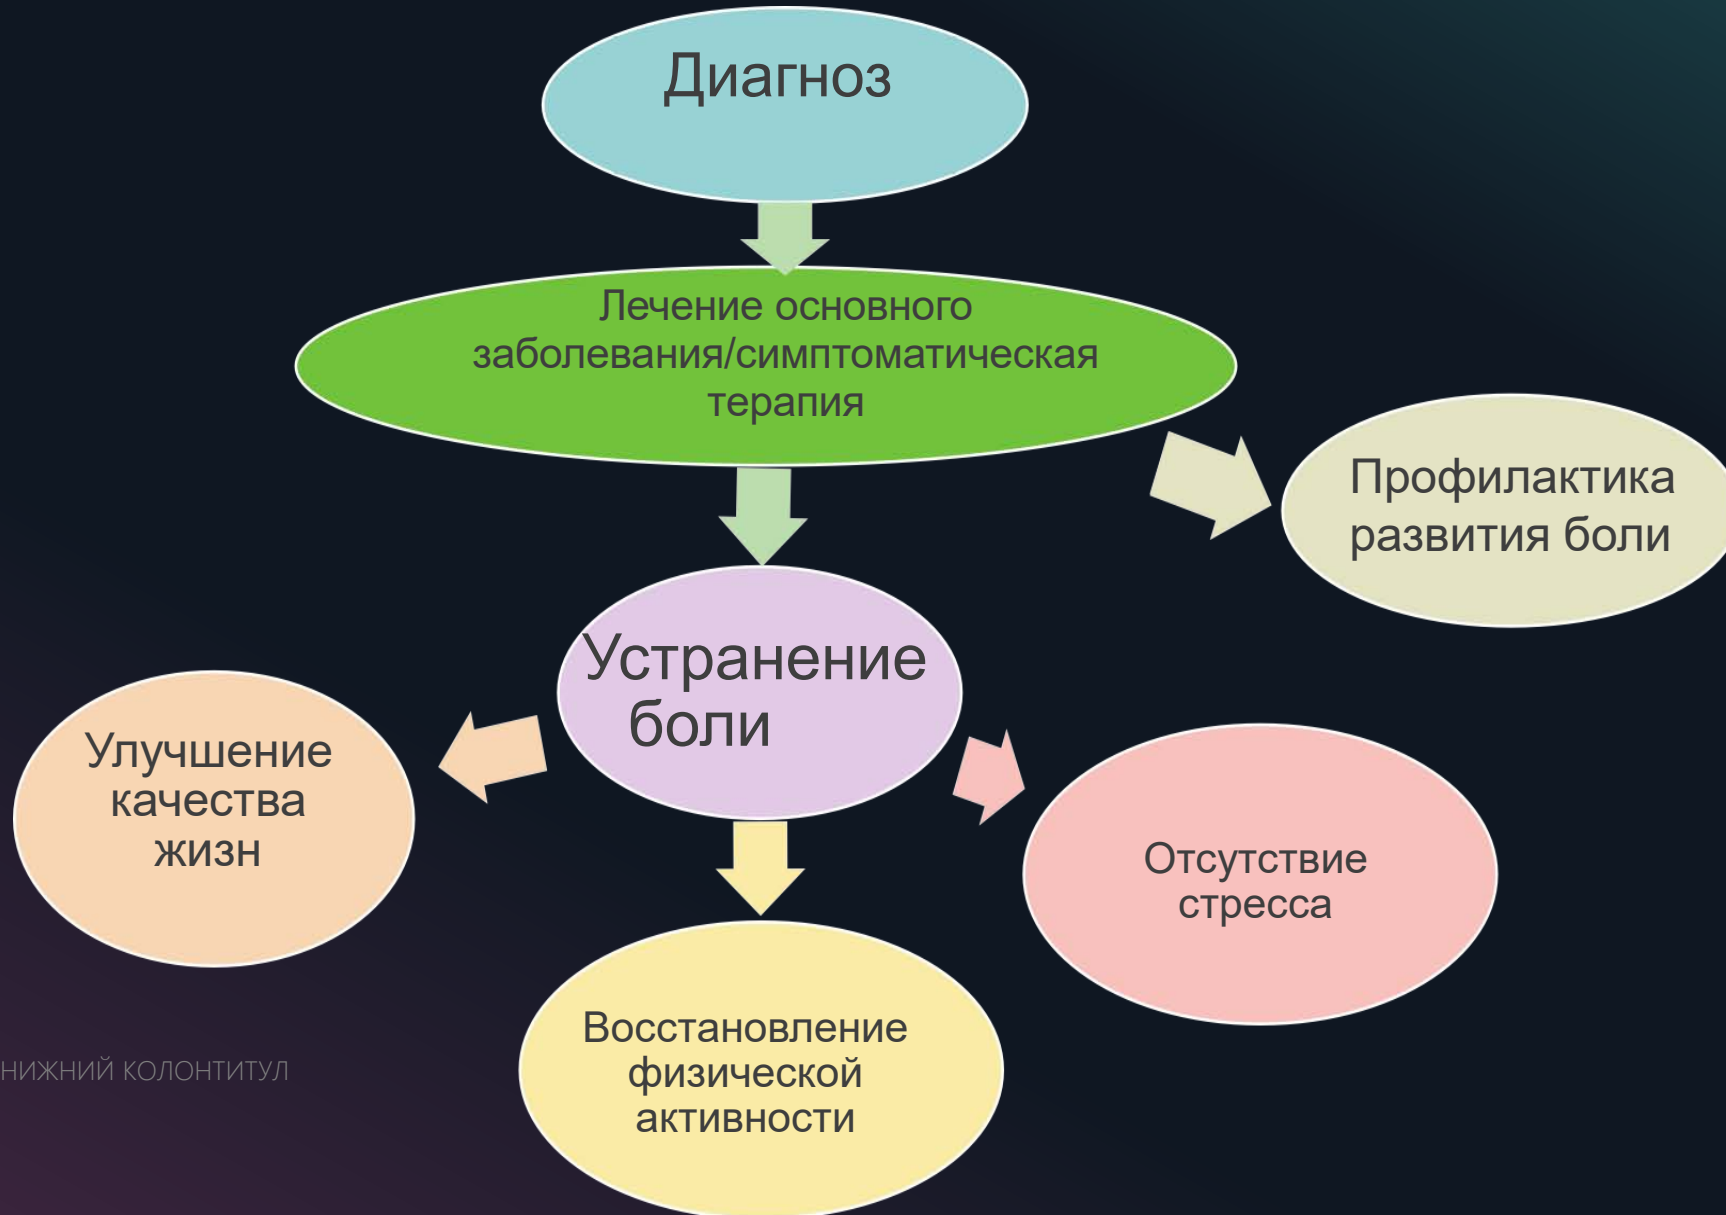 Диагноз
Лечение основного
заболевания/симптоматическая
терапия
Профилактика
развития боли
Устранение
боли
Улучшение
качества
жизн
Отсутствие
стресса
Восстановление
физической
активности
НИЖНИЙ КОЛОНТИТУЛ